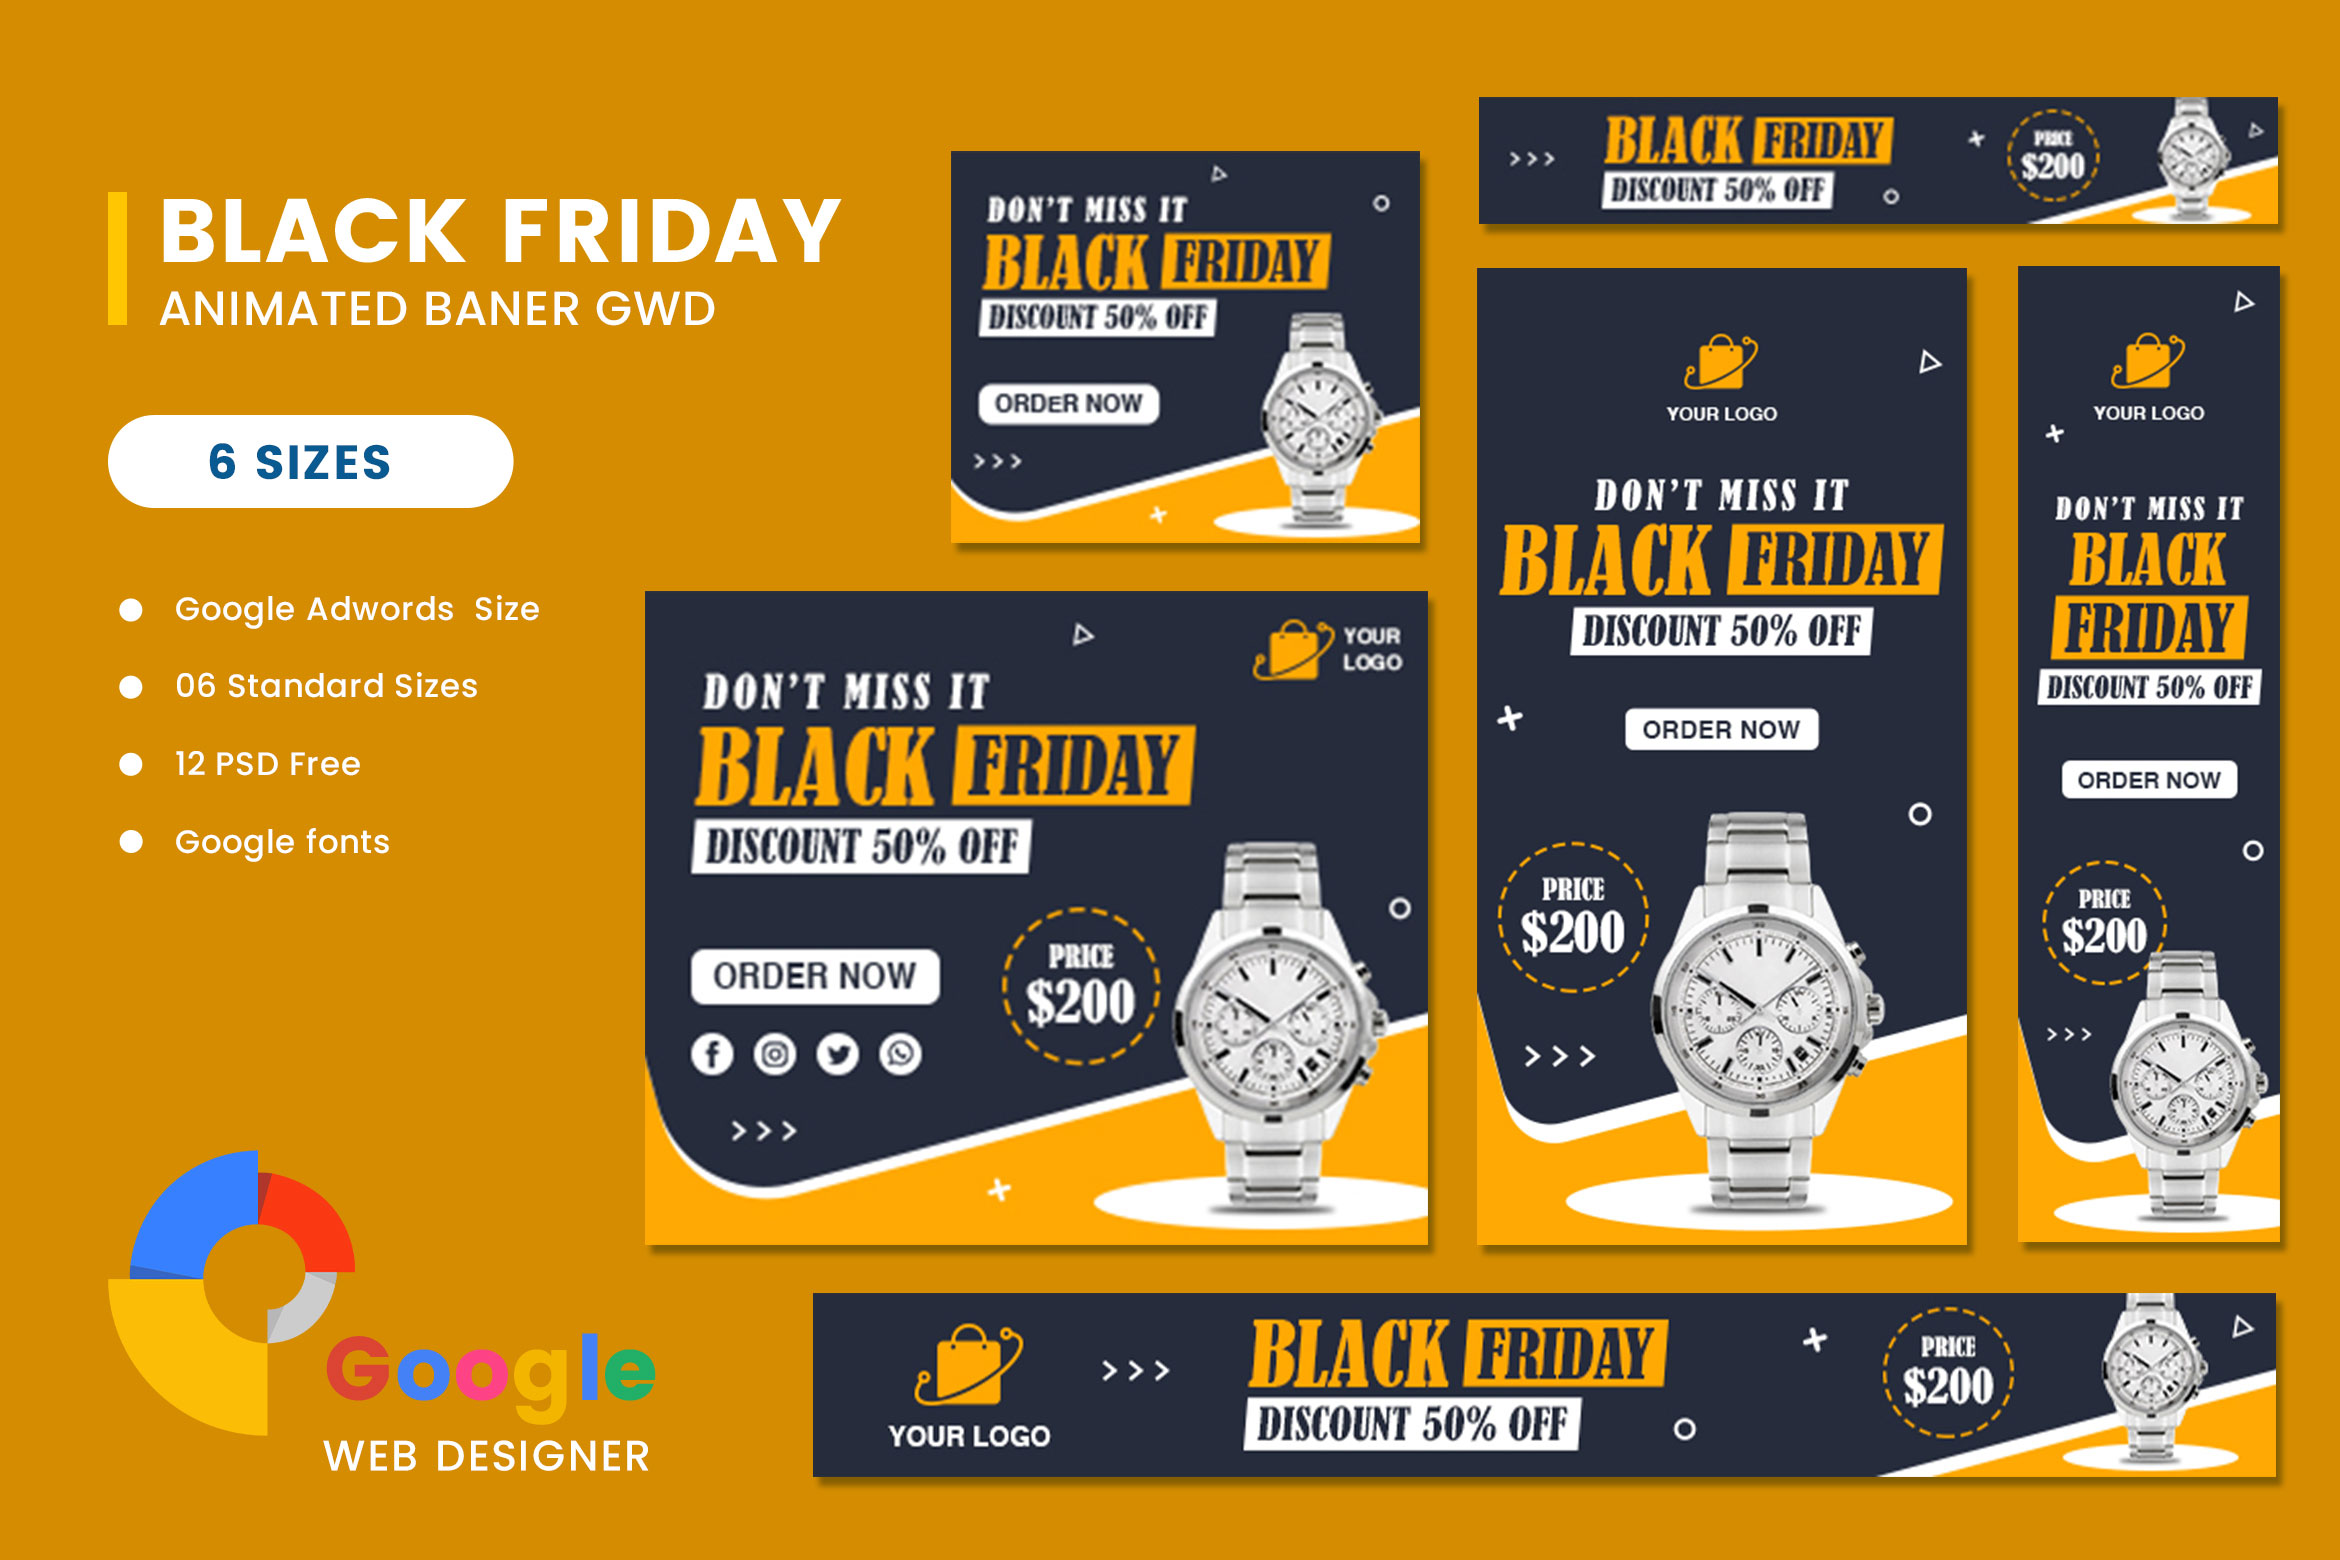 BLACK FRIDAY
ANIMATED BANER GWD
6 SIZES
Google Adwords  Size
06 Standard Sizes
12 PSD Free
Google fonts
Google
WEB DESIGNER
DON'T MISS IT
BLACK FRIDAY
DISCOUNT 50% OFF
ORDER NOW
>>>
BLACK FRIDAY
DISCOUNT 50% OFF
>>>
PRICE
$200
YOUR
LOGO
DON'T MISS IT
BLACK FRIDAY
DISCOUNT 50% OFF
ORDER NOW
PRICE
$200
>>>
YOUR LOGO
DON'T MISS IT
BLACK FRIDAY
DISCOUNT 50% OFF
ORDER NOW
PRICE
$200
>>>
YOUR LOGO
DON'T MISS IT
BLACK
FRIDAY
DISCOUNT 50% OFF
ORDER NOW
PRICE
$200
>>>
YOUR LOGO
>>>
BLACK FRIDAY
DISCOUNT 50% OFF
PRICE
$200